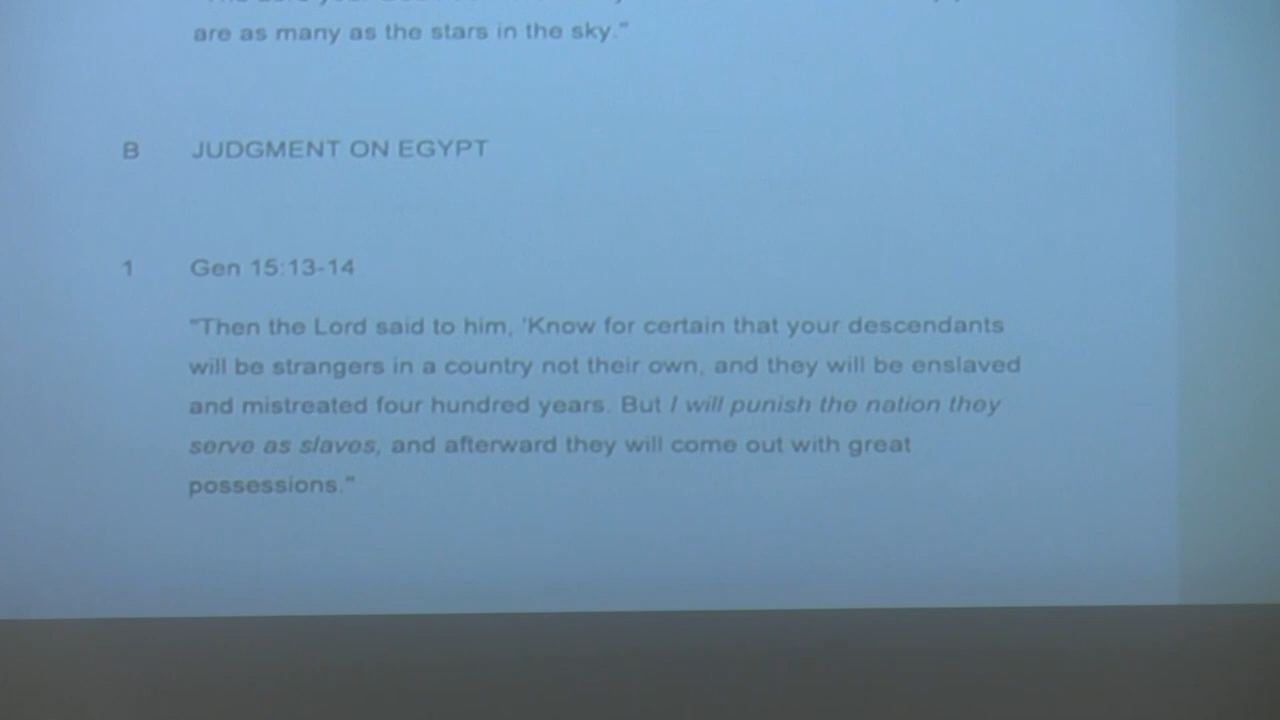 are as many as the stars in the sky."
B JUDGMENT ON EGYPT
1 Gen 15:13-14
"Then the Lord said to him, 'Know for certain that your descendants
will be strangers in a country not their own, and they will be enslaved
and mistreated four hundred years. But I will punish the nation they
serve as slaves, and afterward they will come out with great
possessions."